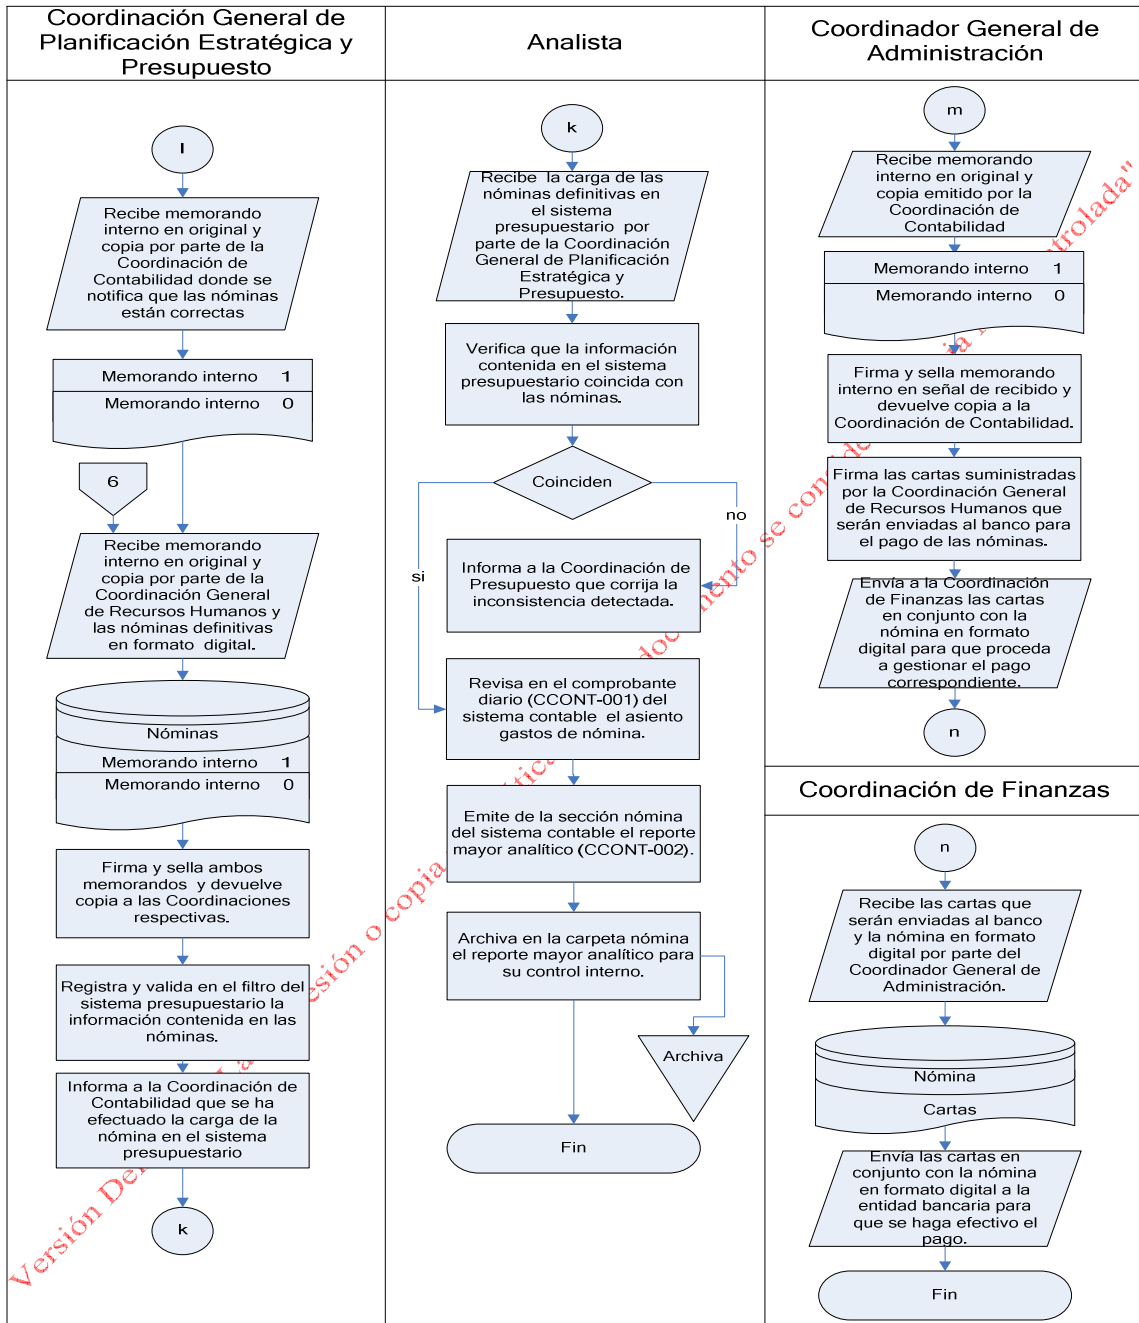 Coordinación General de
Planificación Estratégica y
Presupuesto
l
Recibe memorando
interno en original y
copia por parte de la
Coordinación de
Contabilidad donde se
notifica que las nóminas
están correctas
Memorando interno 1
Memorando interno 0
6
Recibe memorando
interno en original y
copia por parte de la
Coordinación General
de Recursos Humanos y
las nóminas definitivas
en formato digital.
Nóminas
Memorando interno 1
Memorando interno 0
Firma y sella ambos
memorandos y devuelve
copia a las Coordinaciones
respectivas.
Registra y valida en el filtro del
sistema presupuestario la
información contenida en las
nóminas.
Informa a la Coordinación de
Contabilidad que se ha
efectuado la carga de la
nómina en el sistema
presupuestario
k
Analista
k
Recibe la carga de las
nóminas definitivas en
el sistema
presupuestario por
parte de la Coordinación
General de Planificación
Estratégica y
Presupuesto.
Verifica que la información
contenida en el sistema
presupuestario coincida con
las nóminas.
Coinciden
no
si
Informa a la Coordinación de
Presupuesto que corrija la
inconsistencia detectada.
Revisa en el comprobante
diario (CCONT-001) del
sistema contable el asiento
gastos de nómina.
Emite de la sección nómina
del sistema contable el reporte
mayor analítico (CCONT-002).
Archiva en la carpeta nómina
el reporte mayor analítico para
su control interno.
Archiva
Fin
Coordinador General de
Administración
m
Recibe memorando
interno en original y
copia emitido por la
Coordinación de
Contabilidad
Memorando interno 1
Memorando interno 0
Firma y sella memorando
interno en señal de recibido y
devuelve copia a la
Coordinación de Contabilidad.
Firma las cartas suministradas
por la Coordinación General
de Recursos Humanos que
serán enviadas al banco para
el pago de las nóminas.
Envía a la Coordinación
de Finanzas las cartas
en conjunto con la
nómina en formato
digital para que proceda
a gestionar el pago
correspondiente.
n
Coordinación de Finanzas
n
Recibe las cartas que
serán enviadas al banco
y la nómina en formato
digital por parte del
Coordinador General de
Administración.
Nómina
Cartas
Envía las cartas en
conjunto con la nómina
en formato digital a la
entidad bancaria para
que se haga efectivo el
pago.
Fin
Versión o copia documento se